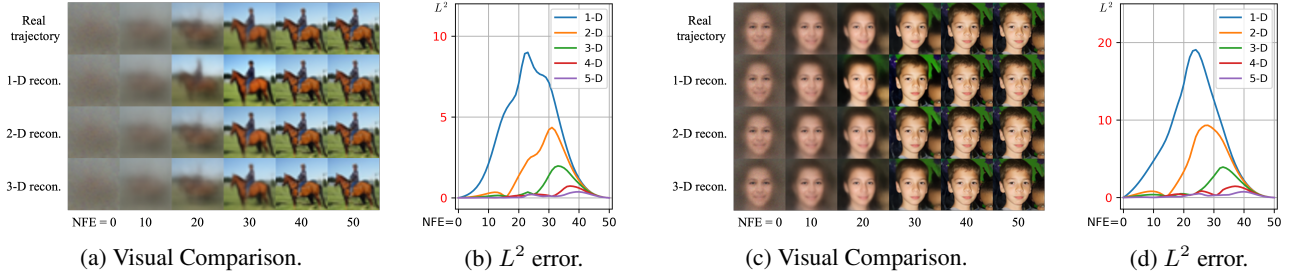 Real
trajectory
1-D recon.
2-D recon.
3-D recon.
NFE = 0 10 20 30 40 50
(a) Visual Comparison.
L²
10
5
0
1-D
2-D
3-D
4-D
5-D
NFE=0 10 20 30 40 50
(b) L² error.
Real
trajectory
1-D recon.
2-D recon.
3-D recon.
NFE = 0 10 20 30 40 50
(c) Visual Comparison.
L²
20
10
0
1-D
2-D
3-D
4-D
5-D
NFE=0 10 20 30 40 50
(d) L² error.